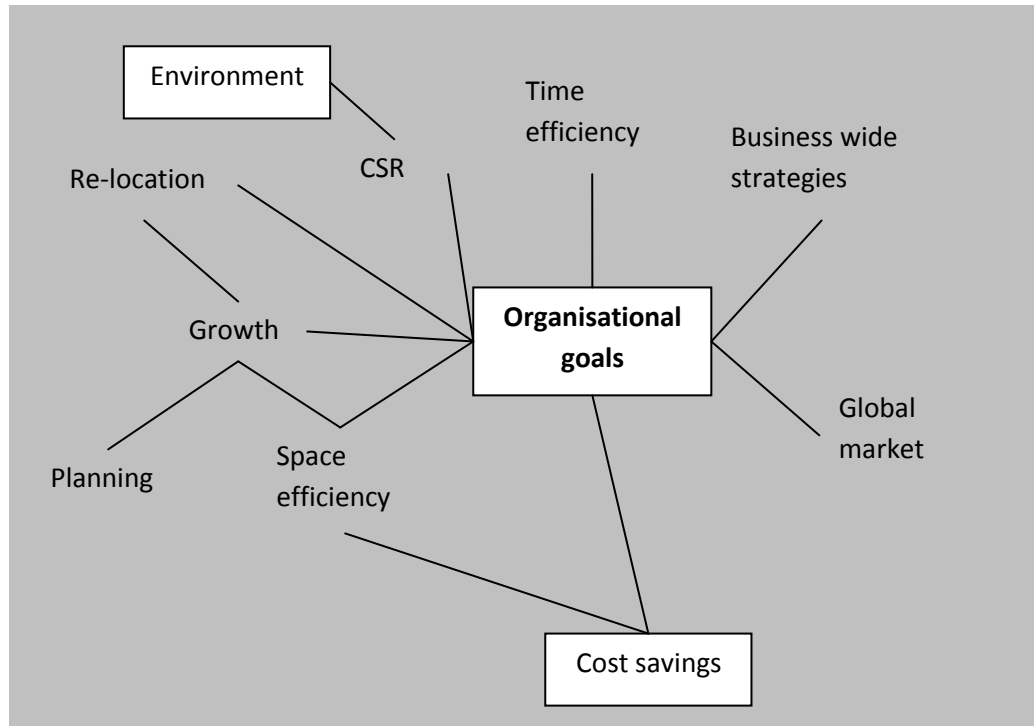 Environment
Time
efficiency
Business wide
strategies
Re-location
CSR
Organisational
goals
Growth
Global
market
Space
efficiency
Planning
Cost savings